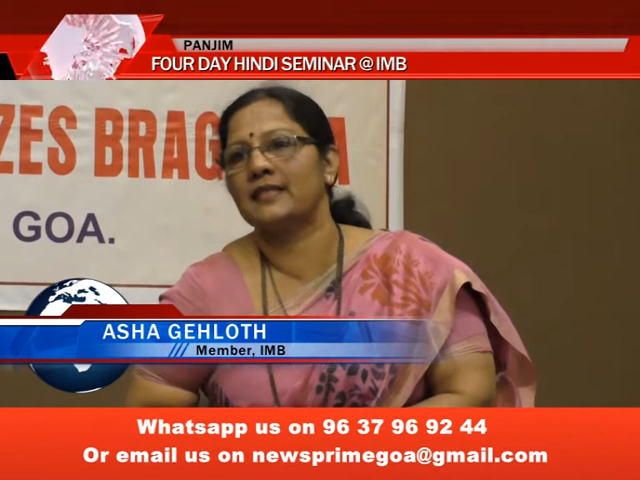 PANJIM
FOUR DAY HINDI SEMINAR @ IMB
ZES BRAG
GOA.
ASHA GEHLOTH
Member, IMB
Whatsapp us on 96 37 96 92 44
Or email us on newsprimegoa@gmail.com